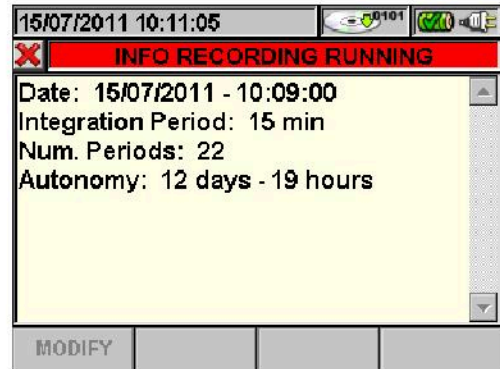 15/07/2011 10:11:05
0101
INFO RECORDING RUNNING
Date: 15/07/2011 - 10:09:00
Integration Period: 15 min
Num. Periods: 22
Autonomy: 12 days - 19 hours
MODIFY